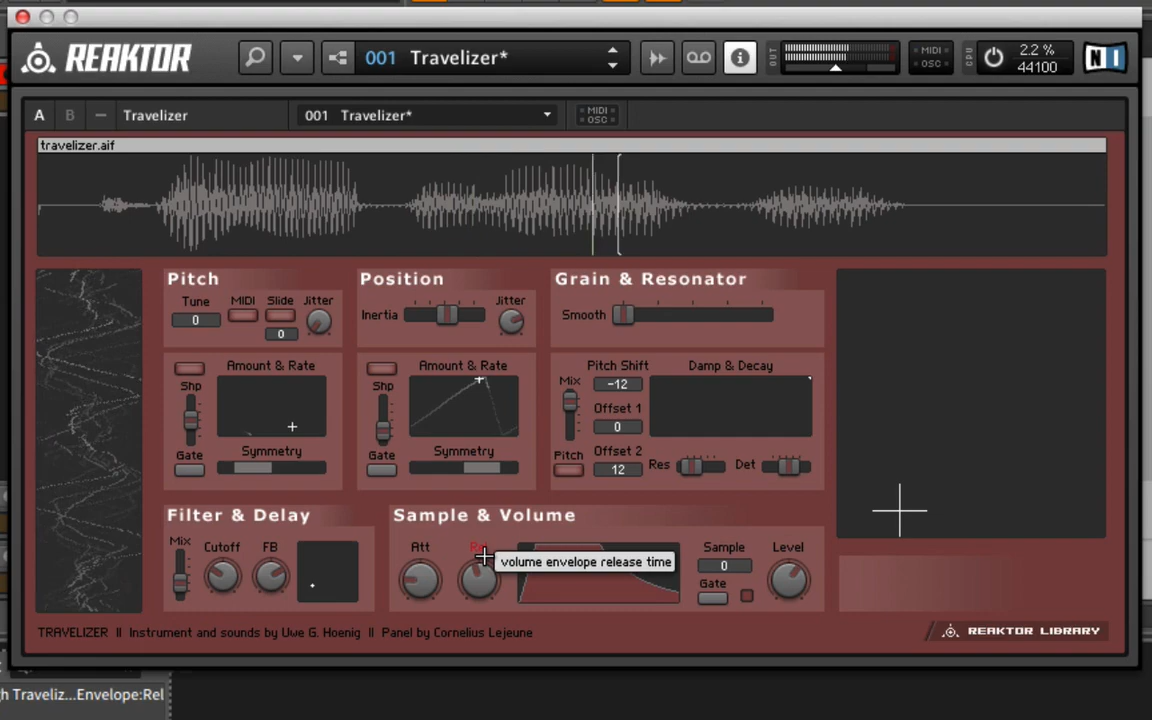 REAKTOR
001 Travelizer*
OUT
MIDI
OSC
CPU
2.2 %
44100
NI
A B Travelizer
001 Travelizer*
MIDI
OSC
travelizer.aif
Pitch
Tune MIDI Slide Jitter
0
0
Amount & Rate
Shp
Symmetry
Gate
Position
Inertia
Jitter
Amount & Rate
Shp
Symmetry
Gate
Grain & Resonator
Smooth
Pitch Shift
Damp & Decay
Mix
-12
Offset 1
0
Offset 2
Pitch
12
Res
Det
Filter & Delay
Mix
Cutoff FB
Sample & Volume
Att
volume envelope release time
Sample
0
Gate
Level
TRAVELIZER II Instrument and sounds by Uwe G. Hoenig II Panel by Cornelius Lejeune
REAKTOR LIBRARY
gh Traveliz...Envelope:Rel